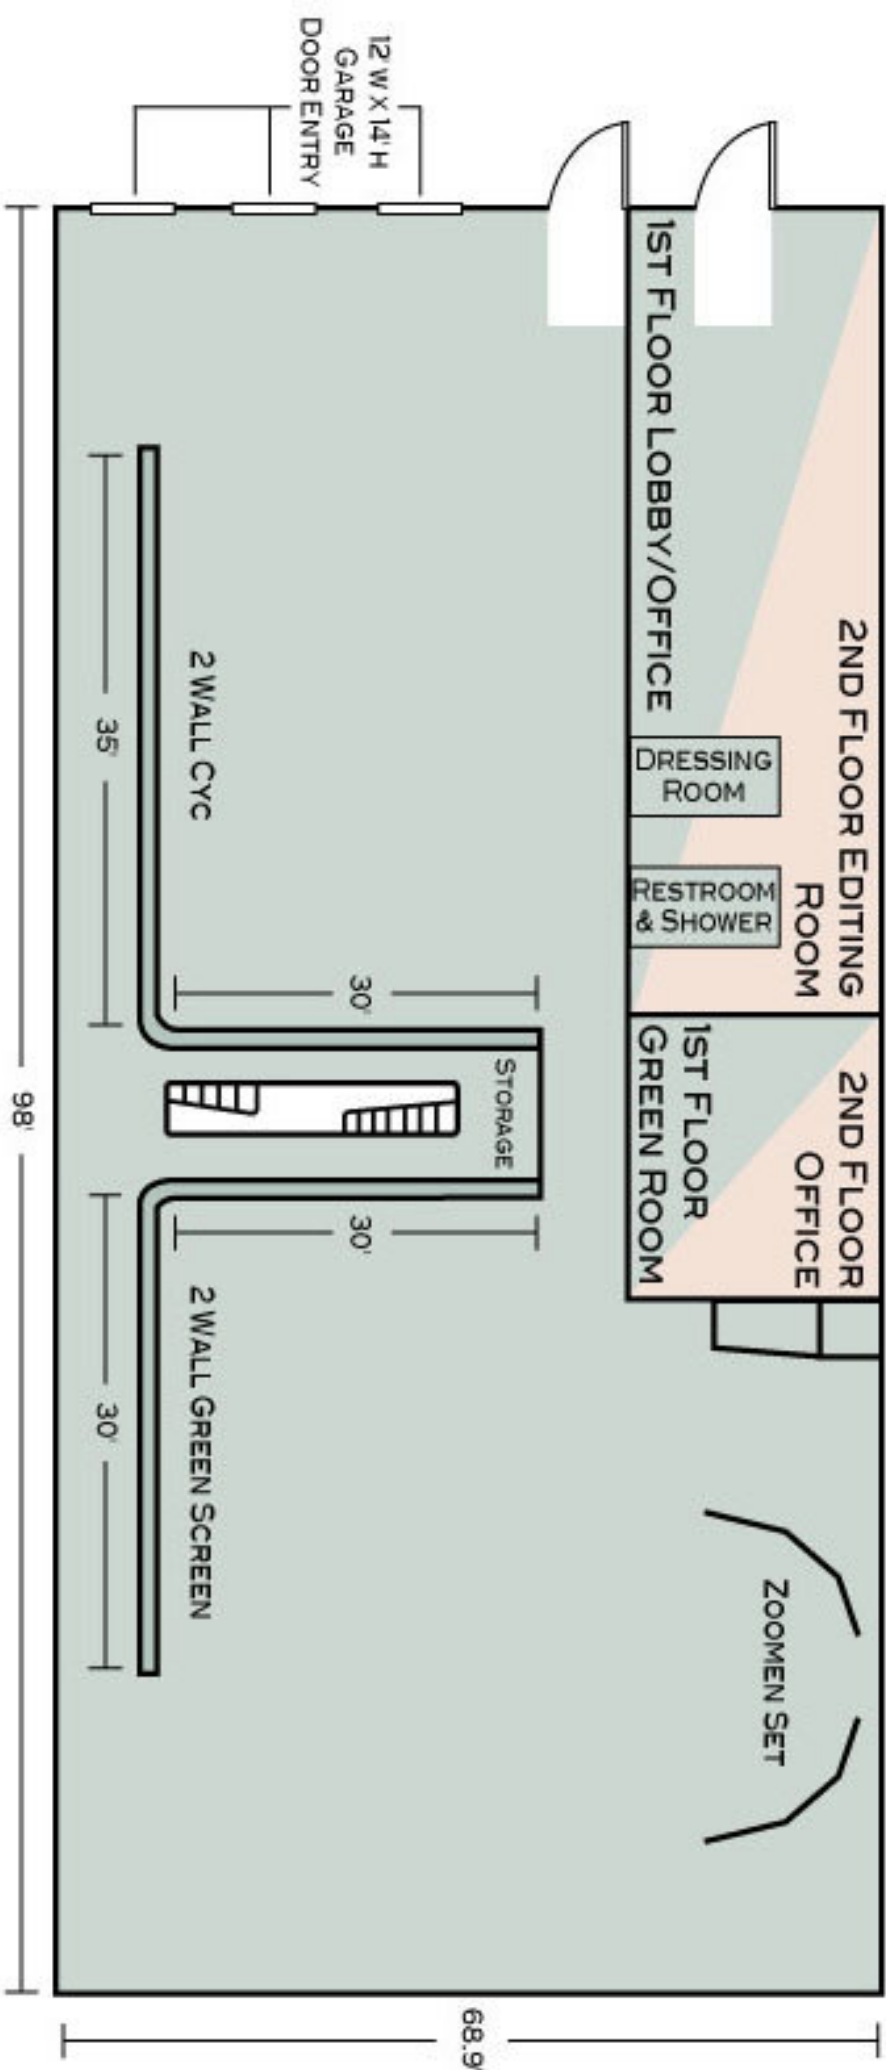 12' W x 14' H
GARAGE
DOOR ENTRY
1ST FLOOR LOBBY/OFFICE
2ND FLOOR EDITING
ROOM
DRESSING
ROOM
RESTROOM
& SHOWER
2ND FLOOR
OFFICE
1ST FLOOR
GREEN ROOM
2 WALL CYC
35'
30'
STORAGE
30'
2 WALL GREEN SCREEN
30'
ZOOMEN SET
98'
68.9'